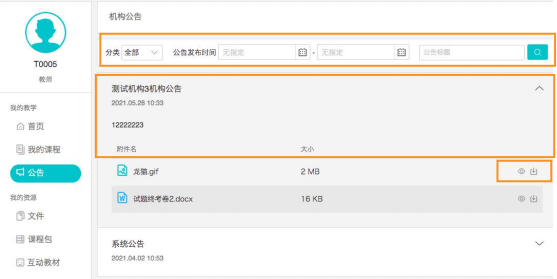 机构公告
分类 全部 公告发布时间 无指定 - 无指定 公告标题
T0005
教师
测试机构3机构公告
2021.05.28 10:33
12222223
附件名 大小
龙猫.gif 2 MB
试题终考卷2.docx 16 KB
系统公告
2021.04.02 10:53
我的教学
首页
我的课程
公告
我的资源
文件
课程包
互动教材